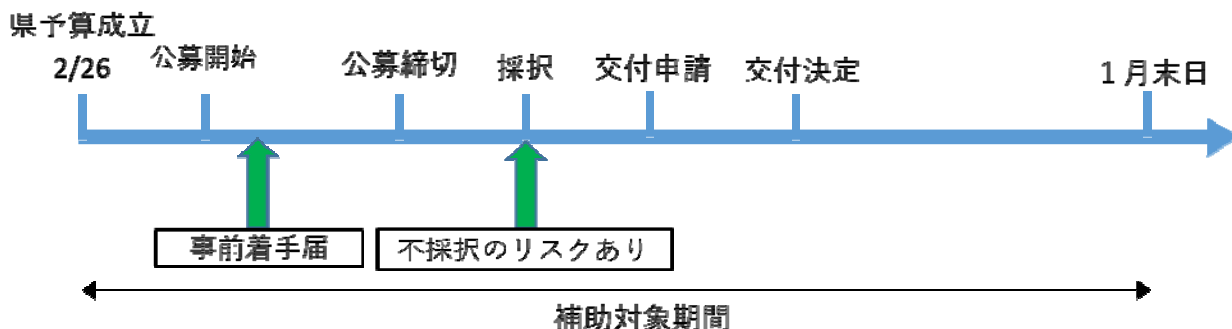 県予算成立
2/26
公募開始
公募締切
採択
交付申請
交付決定
1月末日
事前着手届
不採択のリスクあり
補助対象期間